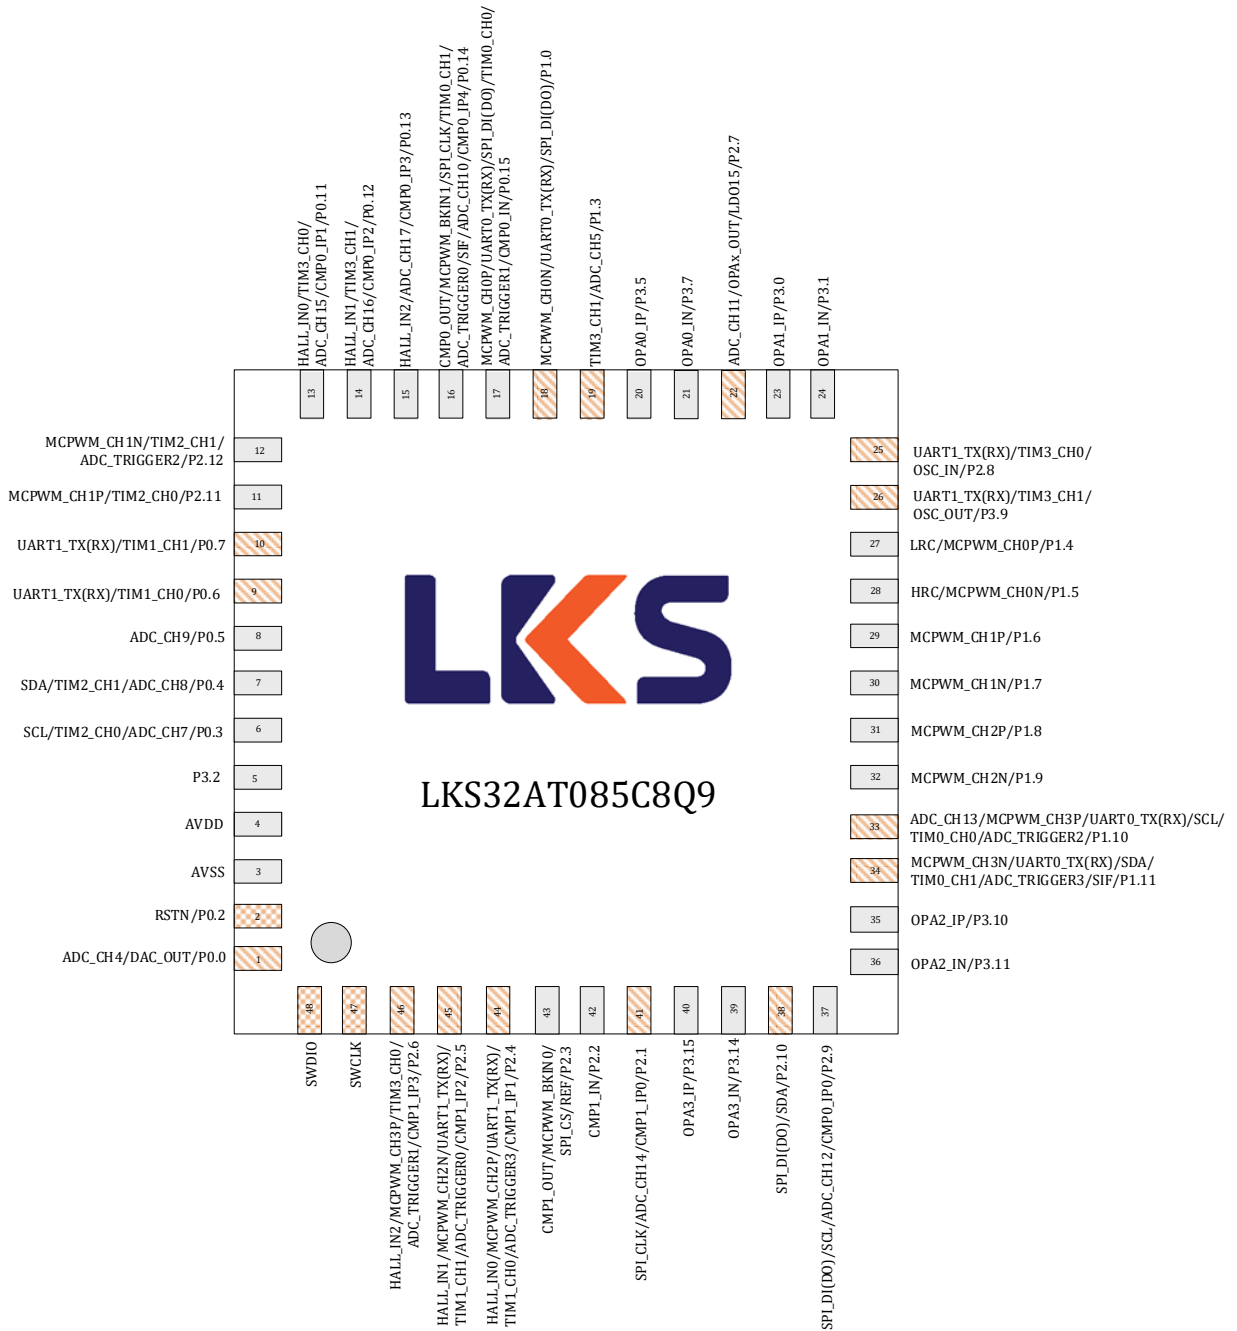 HALL_IN0/TIM3_CH0/
ADC_CH15/CMP0_IP1/P0.11
HALL_IN1/TIM3_CH1/
ADC_CH16/CMP0_IP2/P0.12
HALL_IN2/ADC_CH17/CMP0_IP3/P0.13
CMP0_OUT/MCPWM_BKIN1/SPI_CLK/TIM0_CH1/
ADC_TRIGGER0/SIF/ADC_CH10/CMP0_IP4/P0.14
MCPWM_CH0P/UART0_TX(RX)/SPI_DI(DO)/TIM0_CH0/
ADC_TRIGGER1/CMP0_IN/P0.15
MCPWM_CH0N/UART0_TX(RX)/SPI_DI(DO)/P1.0
TIM3_CH1/ADC_CH5/P1.3
OPA0_IP/P3.5
OPA0_IN/P3.7
ADC_CH11/OPAx_OUT/LDO15/P2.7
OPA1_IP/P3.0
OPA1_IN/P3.1
13
14
15
16
17
18
19
20
21
22
23
24
MCPWM_CH1N/TIM2_CH1/
ADC_TRIGGER2/P2.12
12
MCPWM_CH1P/TIM2_CH0/P2.11
11
UART1_TX(RX)/TIM1_CH1/P0.7
10
UART1_TX(RX)/TIM1_CH0/P0.6
9
ADC_CH9/P0.5
8
SDA/TIM2_CH1/ADC_CH8/P0.4
7
SCL/TIM2_CH0/ADC_CH7/P0.3
6
P3.2
5
AVDD
4
AVSS
3
RSTN/P0.2
2
ADC_CH4/DAC_OUT/P0.0
1
LKS
LKS32AT085C8Q9
25
UART1_TX(RX)/TIM3_CH0/
OSC_IN/P2.8
26
UART1_TX(RX)/TIM3_CH1/
OSC_OUT/P3.9
27
LRC/MCPWM_CH0P/P1.4
28
HRC/MCPWM_CH0N/P1.5
29
MCPWM_CH1P/P1.6
30
MCPWM_CH1N/P1.7
31
MCPWM_CH2P/P1.8
32
MCPWM_CH2N/P1.9
33
ADC_CH13/MCPWM_CH3P/UART0_TX(RX)/SCL/
TIM0_CH0/ADC_TRIGGER2/P1.10
34
MCPWM_CH3N/UART0_TX(RX)/SDA/
TIM0_CH1/ADC_TRIGGER3/SIF/P1.11
35
OPA2_IP/P3.10
36
OPA2_IN/P3.11
48
47
46
45
44
43
42
41
40
39
38
37
SWDIO
SWCLK
HALL_IN2/MCPWM_CH3P/TIM3_CH0/
ADC_TRIGGER1/CMP1_IP3/P2.6
HALL_IN1/MCPWM_CH2N/UART1_TX(RX)/
TIM1_CH1/ADC_TRIGGER0/CMP1_IP2/P2.5
HALL_IN0/MCPWM_CH2P/UART1_TX(RX)/
TIM1_CH0/ADC_TRIGGER3/CMP1_IP1/P2.4
CMP1_OUT/MCPWM_BKIN0/
SPI_CS/REF/P2.3
CMP1_IN/P2.2
SPI_CLK/ADC_CH14/CMP1_IP0/P2.1
OPA3_IP/P3.15
OPA3_IN/P3.14
SPI_DI(DO)/SDA/P2.10
SPI_DI(DO)/SCL/ADC_CH12/CMP0_IP0/P2.9